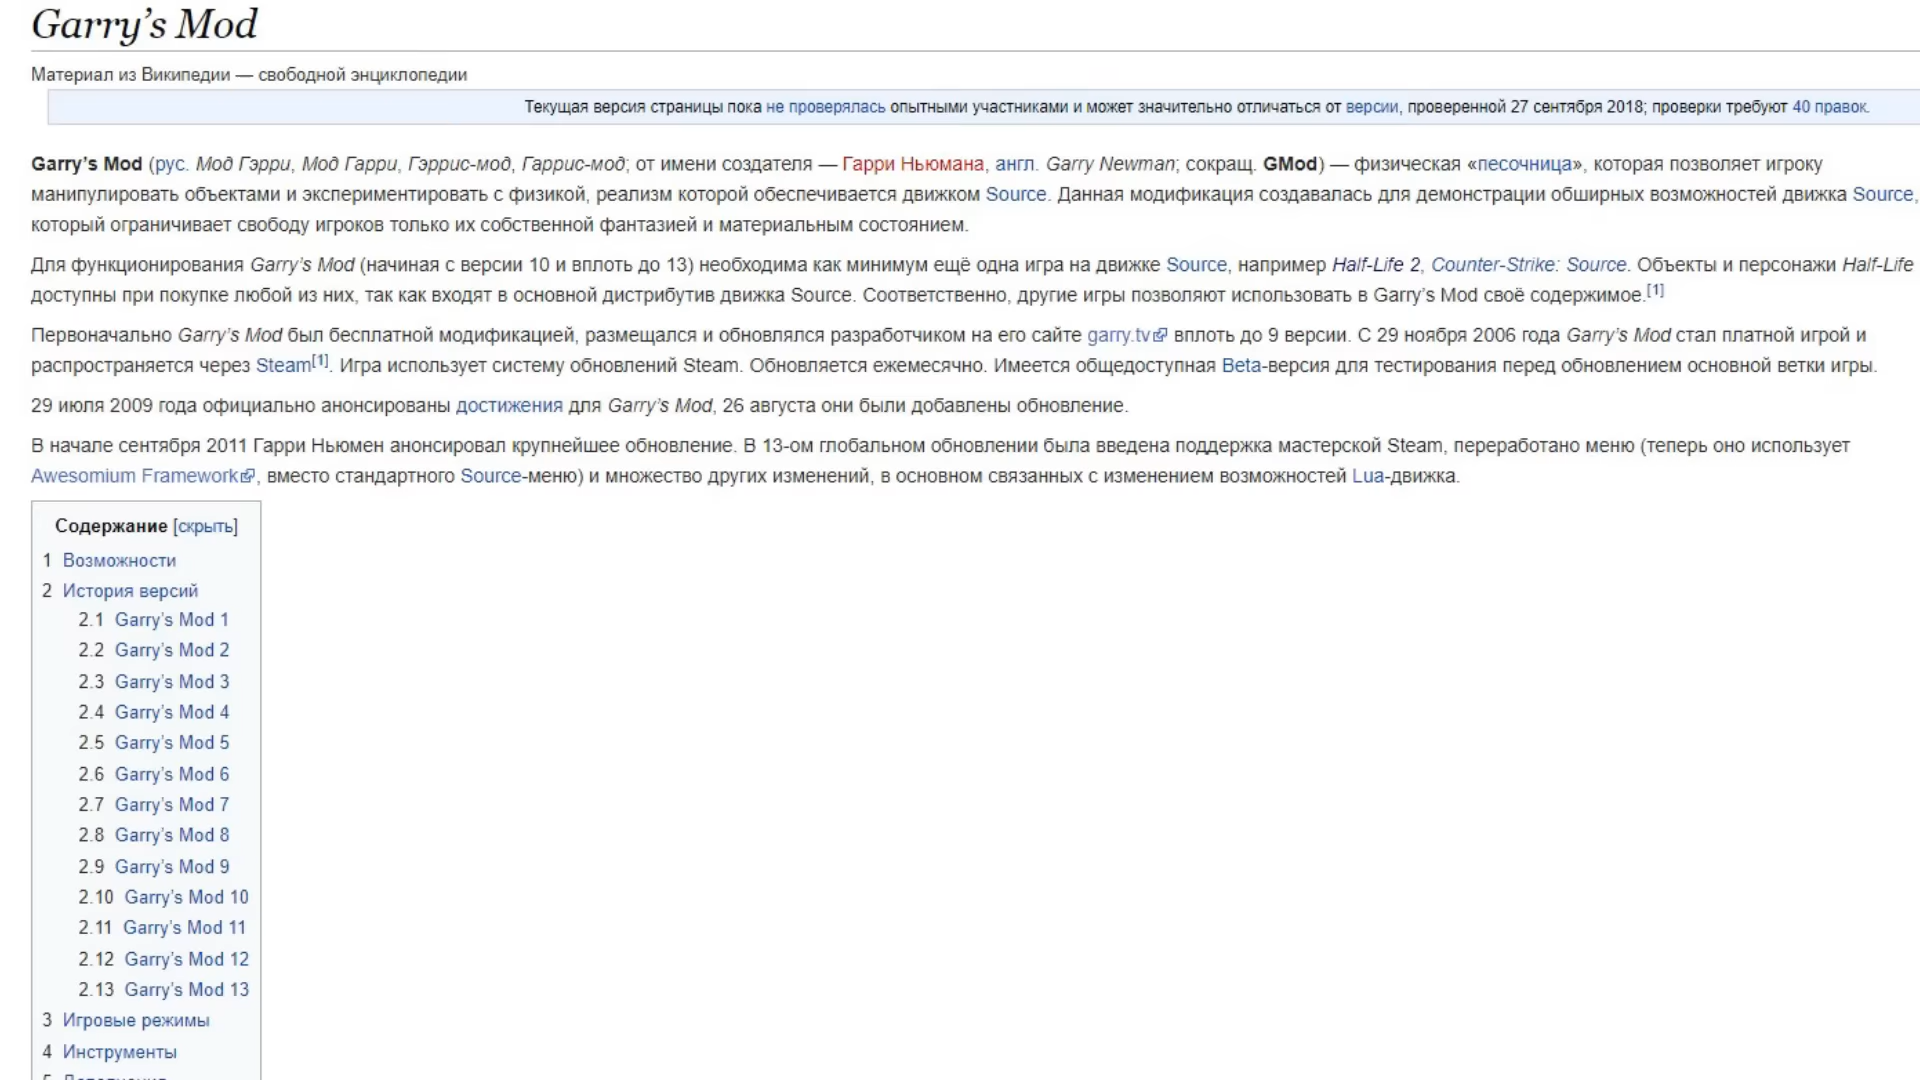 Garry’s Mod
Материал из Википедии — свободной энциклопедии
Текущая версия страницы пока не проверялась опытными участниками и может значительно отличаться от версии, проверенной 27 сентября 2018; проверки требуют 40 правок.
Garry’s Mod (рус. Мод Гэрри, Мод Гарри, Гэррис-мод, Гаррис-мод; от имени создателя — Гарри Ньюмана, англ. Garry Newman; сокращ. GMod) — физическая «песочница», которая позволяет игроку
манипулировать объектами и экспериментировать с физикой, реализм которой обеспечивается движком Source. Данная модификация создавалась для демонстрации обширных возможностей движка Source,
который ограничивает свободу игроков только их собственной фантазией и материальным состоянием.
Для функционирования Garry’s Mod (начиная с версии 10 и вплоть до 13) необходима как минимум ещё одна игра на движке Source, например Half-Life 2, Counter-Strike: Source. Объекты и персонажи Half-Life
доступны при покупке любой из них, так как входят в основной дистрибутив движка Source. Соответственно, другие игры позволяют использовать в Garry’s Mod своё содержимое.[1]
Первоначально Garry’s Mod был бесплатной модификацией, размещался и обновлялся разработчиком на его сайте garry.tv вплоть до 9 версии. С 29 ноября 2006 года Garry’s Mod стал платной игрой и
распространяется через Steam[1]. Игра использует систему обновлений Steam. Обновляется ежемесячно. Имеется общедоступная Beta-версия для тестирования перед обновлением основной ветки игры.
29 июля 2009 года официально анонсированы достижения для Garry’s Mod, 26 августа они были добавлены обновление.
В начале сентября 2011 Гарри Ньюмен анонсировал крупнейшее обновление. В 13-ом глобальном обновлении была введена поддержка мастерской Steam, переработано меню (теперь оно использует
Awesomium Framework, вместо стандартного Source-меню) и множество других изменений, в основном связанных с изменением возможностей Lua-движка.
Содержание [скрыть]
1 Возможности
2 История версий
2.1 Garry’s Mod 1
2.2 Garry’s Mod 2
2.3 Garry’s Mod 3
2.4 Garry’s Mod 4
2.5 Garry’s Mod 5
2.6 Garry’s Mod 6
2.7 Garry’s Mod 7
2.8 Garry’s Mod 8
2.9 Garry’s Mod 9
2.10 Garry’s Mod 10
2.11 Garry’s Mod 11
2.12 Garry’s Mod 12
2.13 Garry’s Mod 13
3 Игровые режимы
4 Инструменты